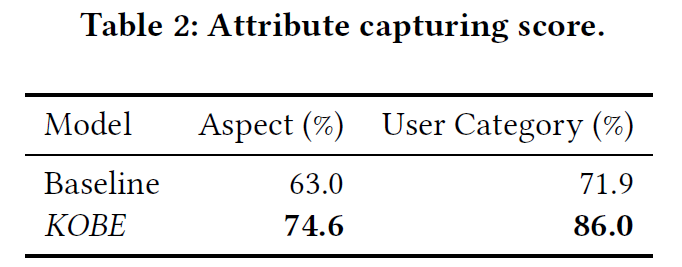 Table 2: Attribute capturing score.
Model Aspect (%) User Category (%)
Baseline 63.0 71.9
KOBE 74.6 86.0